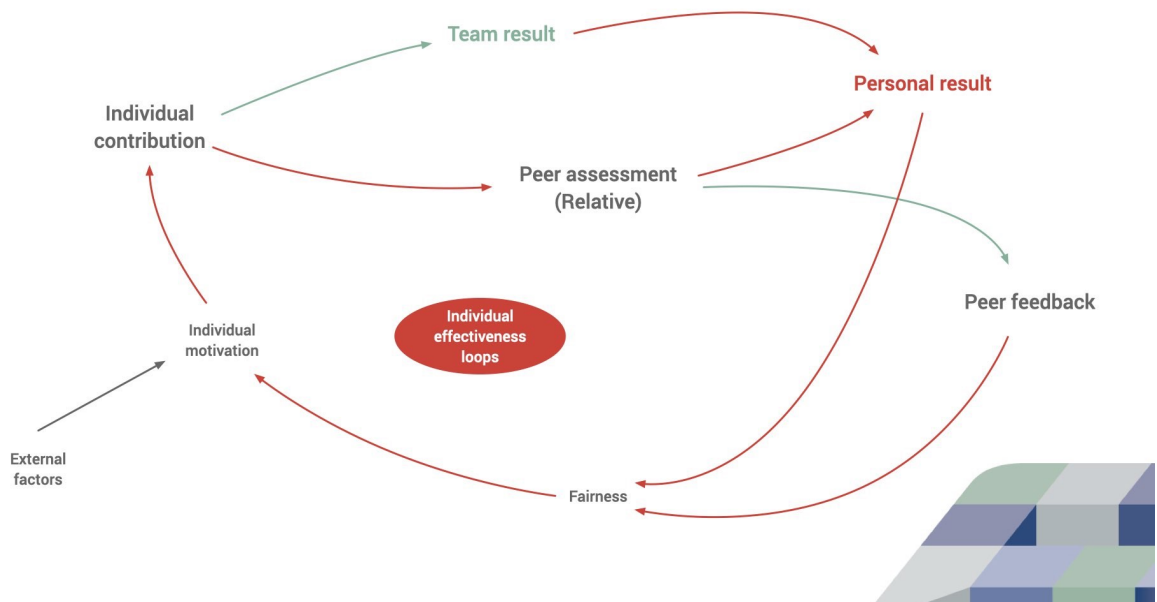 Team result
Personal result
Individual
contribution
Peer assessment
(Relative)
Peer feedback
Individual
effectiveness
loops
Individual
motivation
External
factors
Fairness